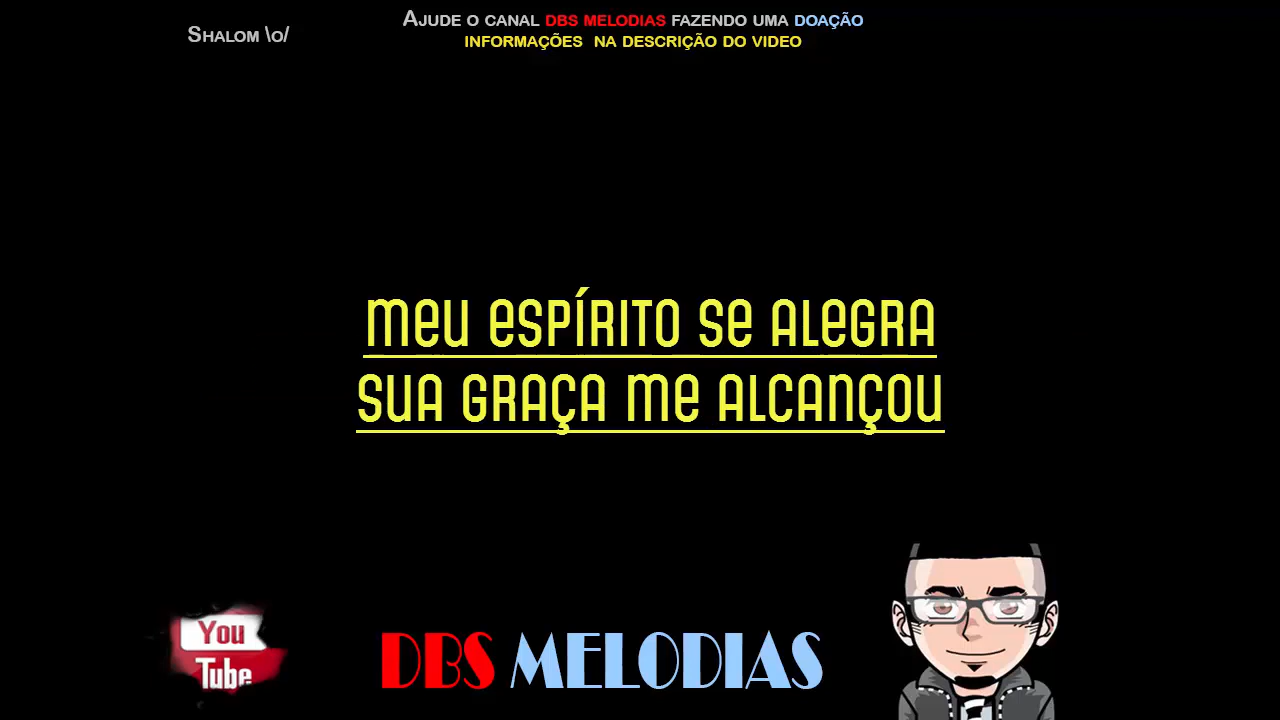 Shalom \o/
Ajude o canal DBS MELODIAS fazendo uma doação
informações na descrição do video
meu espírito se alegra
sua graça me alcançou
You
Tube
DBS MELODIAS